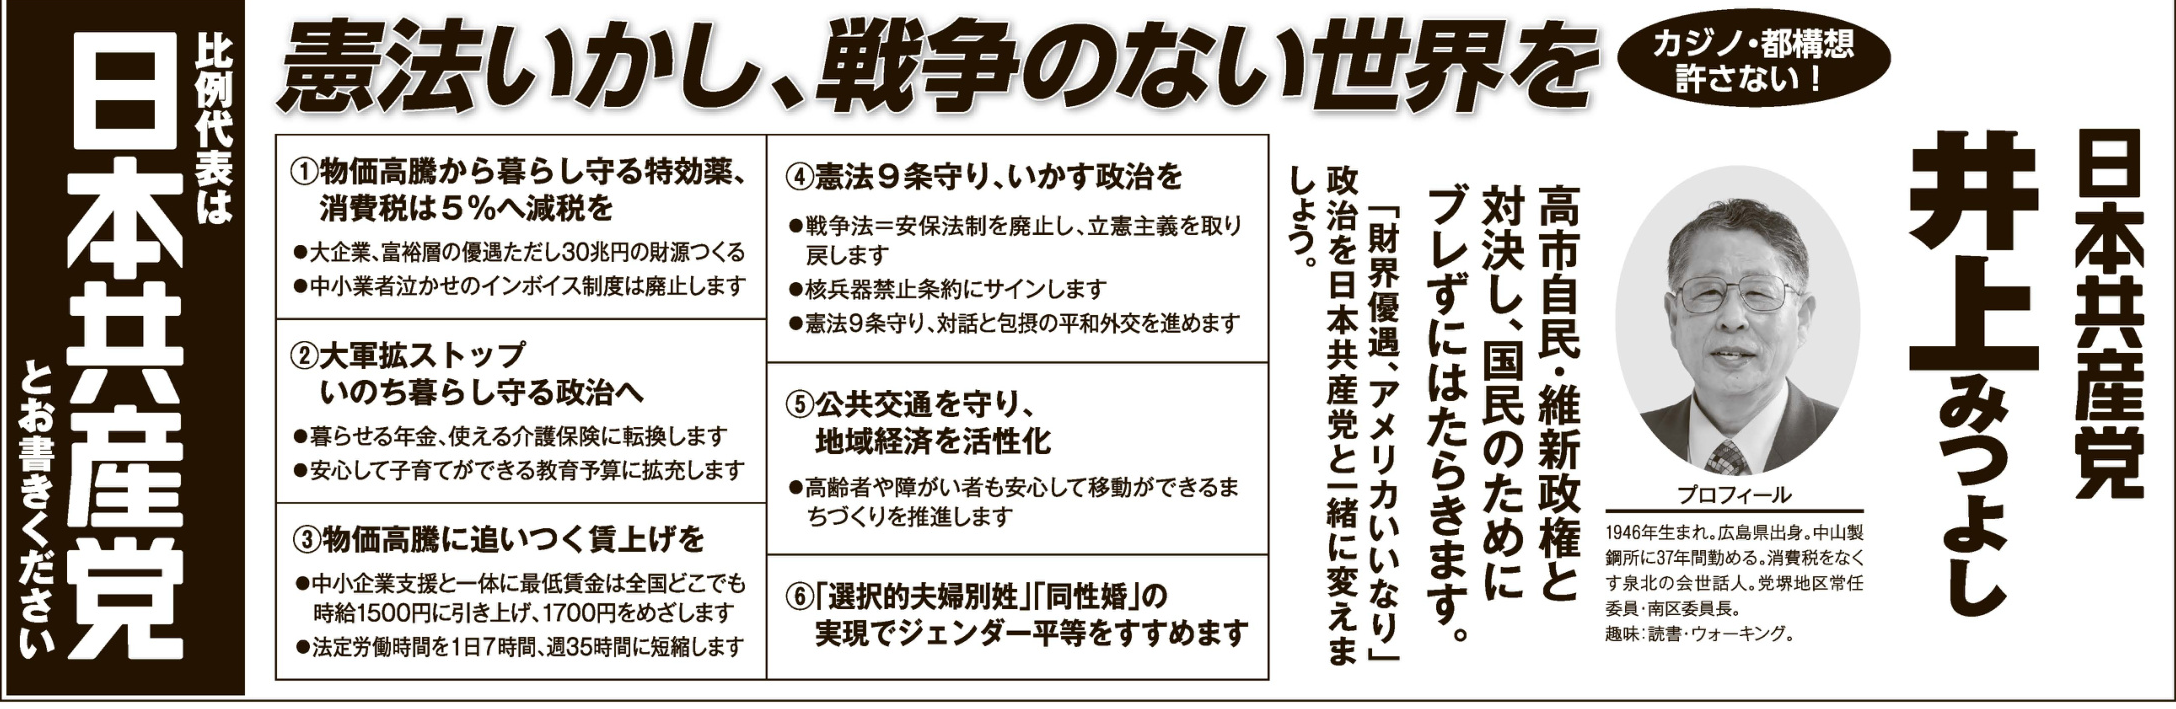 日本共産党
井上みつよし
カジノ・都構想
許さない！
憲法いかし、戦争のない世界を
プロフィール
1946年生まれ。広島県出身。中山製
鋼所に37年間勤める。消費税をなく
す泉北の会世話人。党堺地区常任
委員・南区委員長。
趣味：読書・ウォーキング。
高市自民・維新政権と
対決し、国民のために
ブレずにはたらきます。
「財界優遇、アメリカいいなり」
政治を日本共産党と一緒に変えま
しょう。
①物価高騰から暮らし守る特効薬、
消費税は５％へ減税を
●大企業、富裕層の優遇ただし30兆円の財源つくる
●中小業者泣かせのインボイス制度は廃止します
②大軍拡ストップ
いのち暮らし守る政治へ
●暮らせる年金、使える介護保険に転換します
●安心して子育てができる教育予算に拡充します
③物価高騰に追いつく賃上げを
●中小企業支援と一体に最低賃金は全国どこでも
時給1500円に引き上げ、1700円をめざします
●法定労働時間を1日7時間、週35時間に短縮します
④憲法９条守り、いかす政治を
●戦争法＝安保法制を廃止し、立憲主義を取り
戻します
●核兵器禁止条約にサインします
●憲法９条守り、対話と包摂の平和外交を進めます
⑤公共交通を守り、
地域経済を活性化
●高齢者や障がい者も安心して移動ができるま
ちづくりを推進します
⑥「選択的夫婦別姓」「同性婚」の
実現でジェンダー平等をすすめます
比例代表は
日本共産党
とお書きください